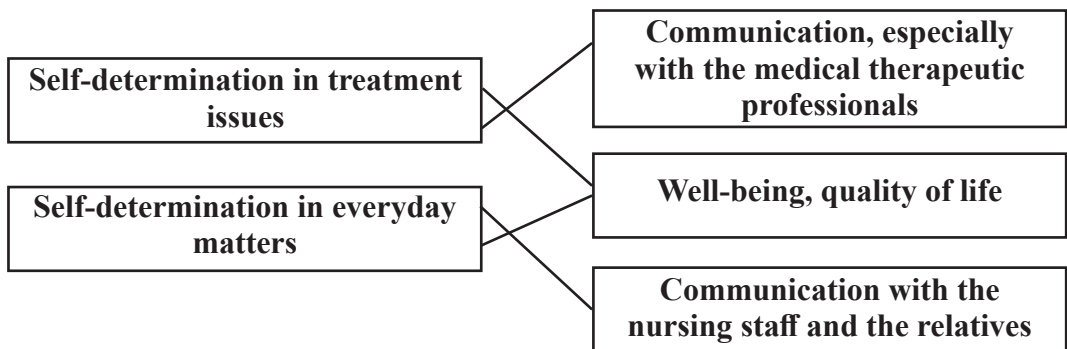 Self-determination in treatment
issues
Self-determination in everyday
matters
Communication, especially
with the medical therapeutic
professionals
Well-being, quality of life
Communication with the
nursing staff and the relatives